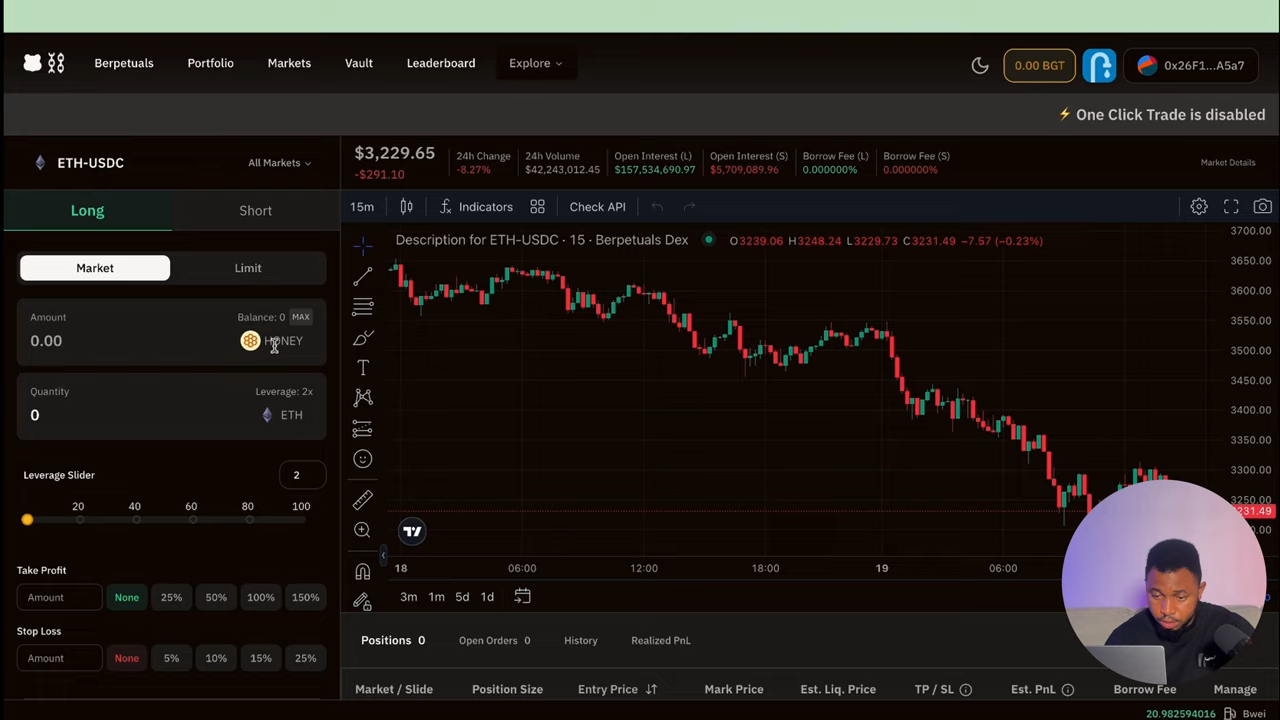 Berpetuals Portfolio Markets Vault Leaderboard Explore 0.00 BGT 0x26F1...A5a7
⚡ One Click Trade is disabled
ETH-USDC All Markets
$3,229.65
-$291.10
24h Change
-8.27%
24h Volume
$42,243,012.45
Open Interest (L)
$157,534,690.97
Open Interest (S)
$5,709,089.96
Borrow Fee (L)
0.000000%
Borrow Fee (S)
0.000000%
Market Details
Long Short
Market Limit
Amount Balance: 0 MAX
0.00 HONEY
Quantity Leverage: 2x
0 ETH
Leverage Slider 2
20 40 60 80 100
Take Profit
Amount None 25% 50% 100% 150%
Stop Loss
Amount None 5% 10% 15% 25%
15m Indicators Check API
Description for ETH-USDC · 15 · Berpetuals Dex O3239.06 H3248.24 L3229.73 C3231.49 −7.57 (−0.23%)
3700.00
3650.00
3600.00
3550.00
3500.00
3450.00
3400.00
3350.00
3300.00
3250.00
3231.49
18 06:00 12:00 18:00 19 06:00
3m 1m 5d 1d
Positions 0 Open Orders 0 History Realized PnL
Market / Slide Position Size Entry Price Mark Price Est. Liq. Price TP / SL Est. PnL Borrow Fee Manage
20.982594016 Bwei